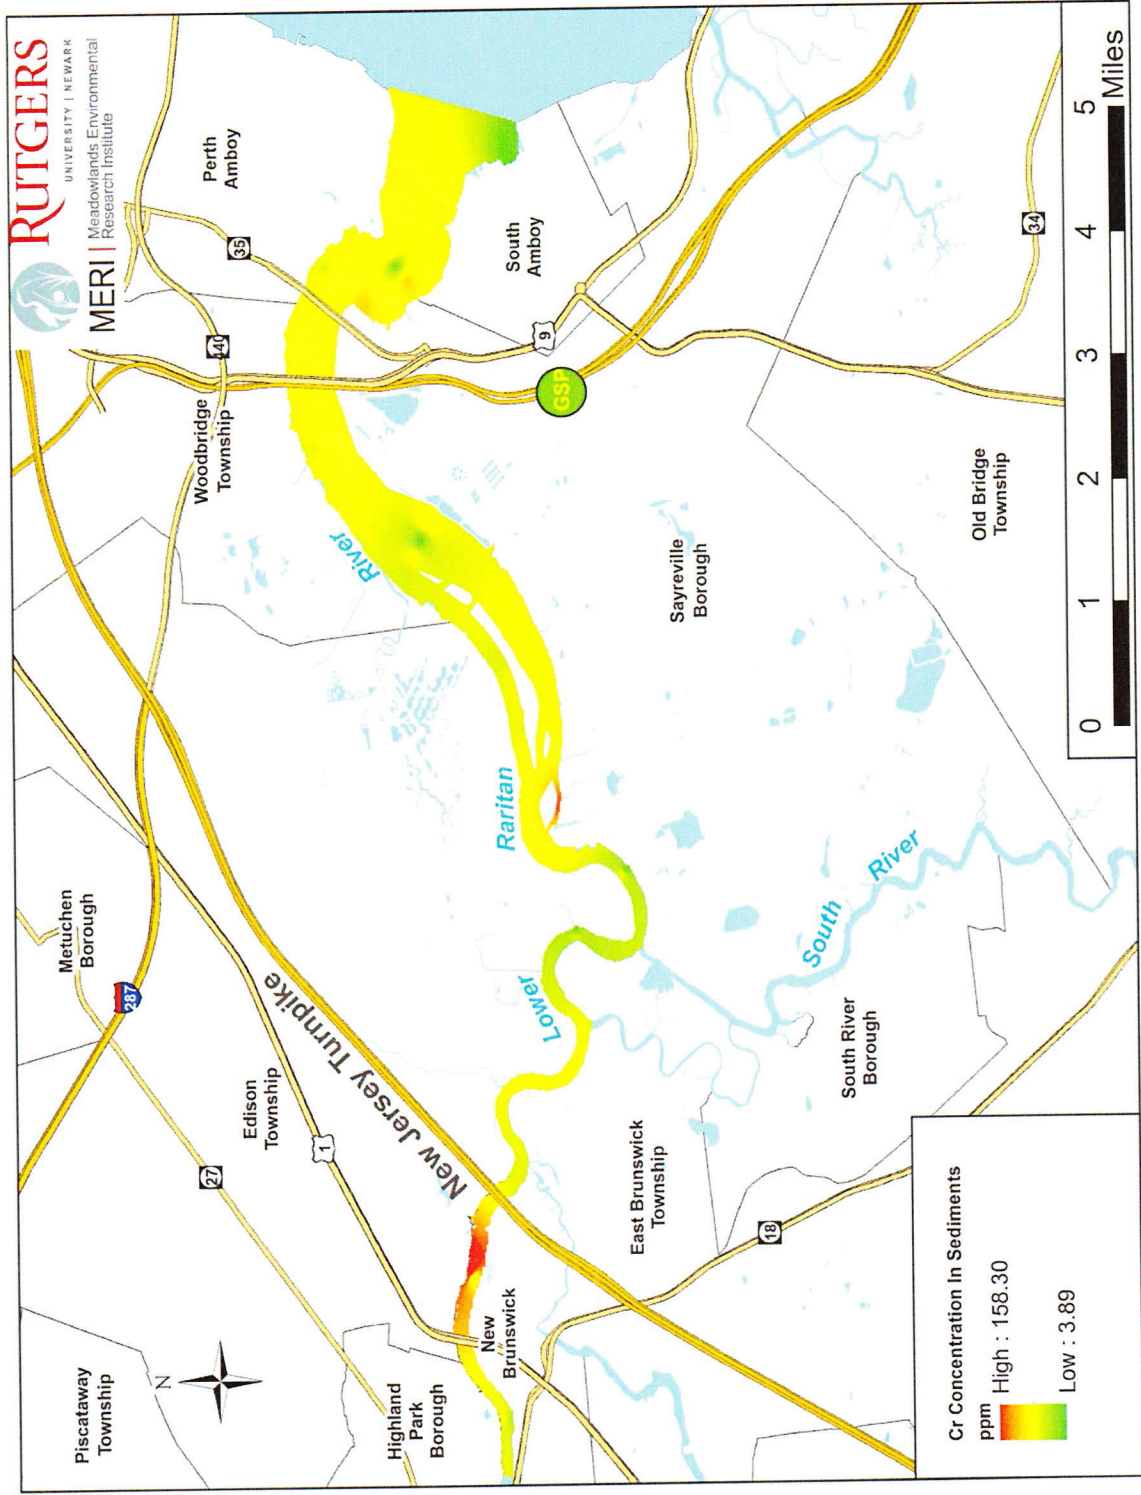 RUTGERS
UNIVERSITY | NEWARK
MERI | Meadowlands Environmental
Research Institute
Piscataway
Township
N
Metuchen
Borough
287
27
Edison
Township
1
New Jersey Turnpike
Highland
Park
Borough
New
Brunswick
Woodbridge
Township
440
35
Perth
Amboy
Lower
Raritan
River
South
Amboy
9
GSP
East Brunswick
Township
18
South River
Borough
South
River
Sayreville
Borough
Old Bridge
Township
34
Cr Concentration In Sediments
ppm
High : 158.30
Low : 3.89
0 1 2 3 4 5
Miles